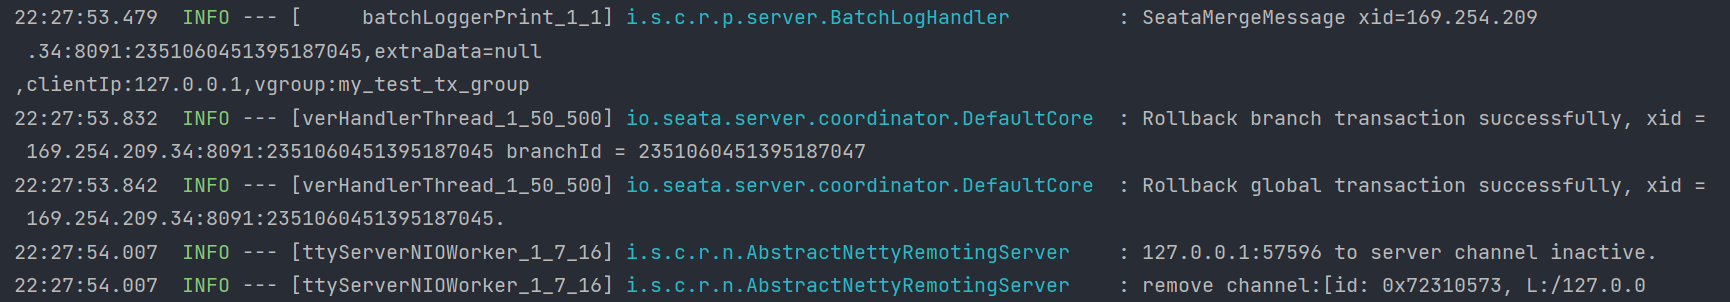 22:27:53.479  INFO --- [     batchLoggerPrint_1_1] i.s.c.r.p.server.BatchLogHandler         : SeataMergeMessage xid=169.254.209
.34:8091:2351060451395187045,extraData=null
,clientIp:127.0.0.1,vgroup:my_test_tx_group
22:27:53.832  INFO --- [verHandlerThread_1_50_500] io.seata.server.coordinator.DefaultCore  : Rollback branch transaction successfully, xid =
169.254.209.34:8091:2351060451395187045 branchId = 2351060451395187047
22:27:53.842  INFO --- [verHandlerThread_1_50_500] io.seata.server.coordinator.DefaultCore  : Rollback global transaction successfully, xid =
169.254.209.34:8091:2351060451395187045.
22:27:54.007  INFO --- [ttyServerNIOWorker_1_7_16] i.s.c.r.n.AbstractNettyRemotingServer    : 127.0.0.1:57596 to server channel inactive.
22:27:54.007  INFO --- [ttyServerNIOWorker_1_7_16] i.s.c.r.n.AbstractNettyRemotingServer    : remove channel:[id: 0x72310573, L:/127.0.0